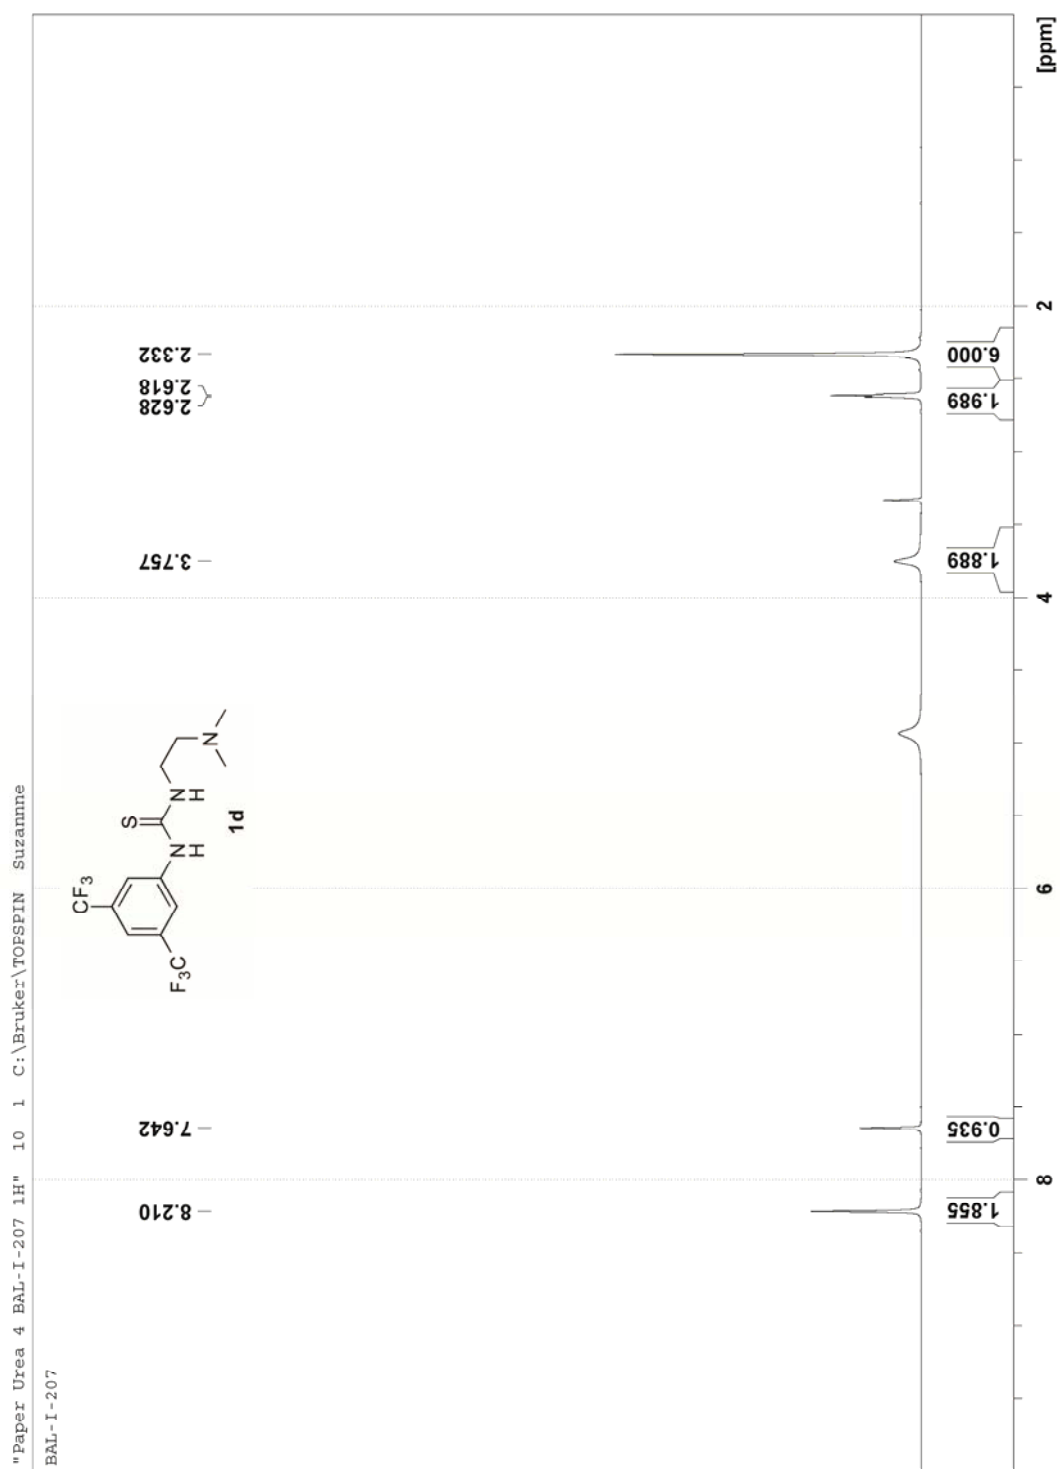 "Paper Urea 4 BAL-I-207 1H" 10 1 C:\Bruker\TOPSPIN Suzannne
BAL-I-207
8.210
7.642
3.757
2.628
2.618
2.332
CF3
F3C
S
N
H
N
H
N
1d
1.855
0.935
1.889
1.989
6.000
8
6
4
2
[ppm]